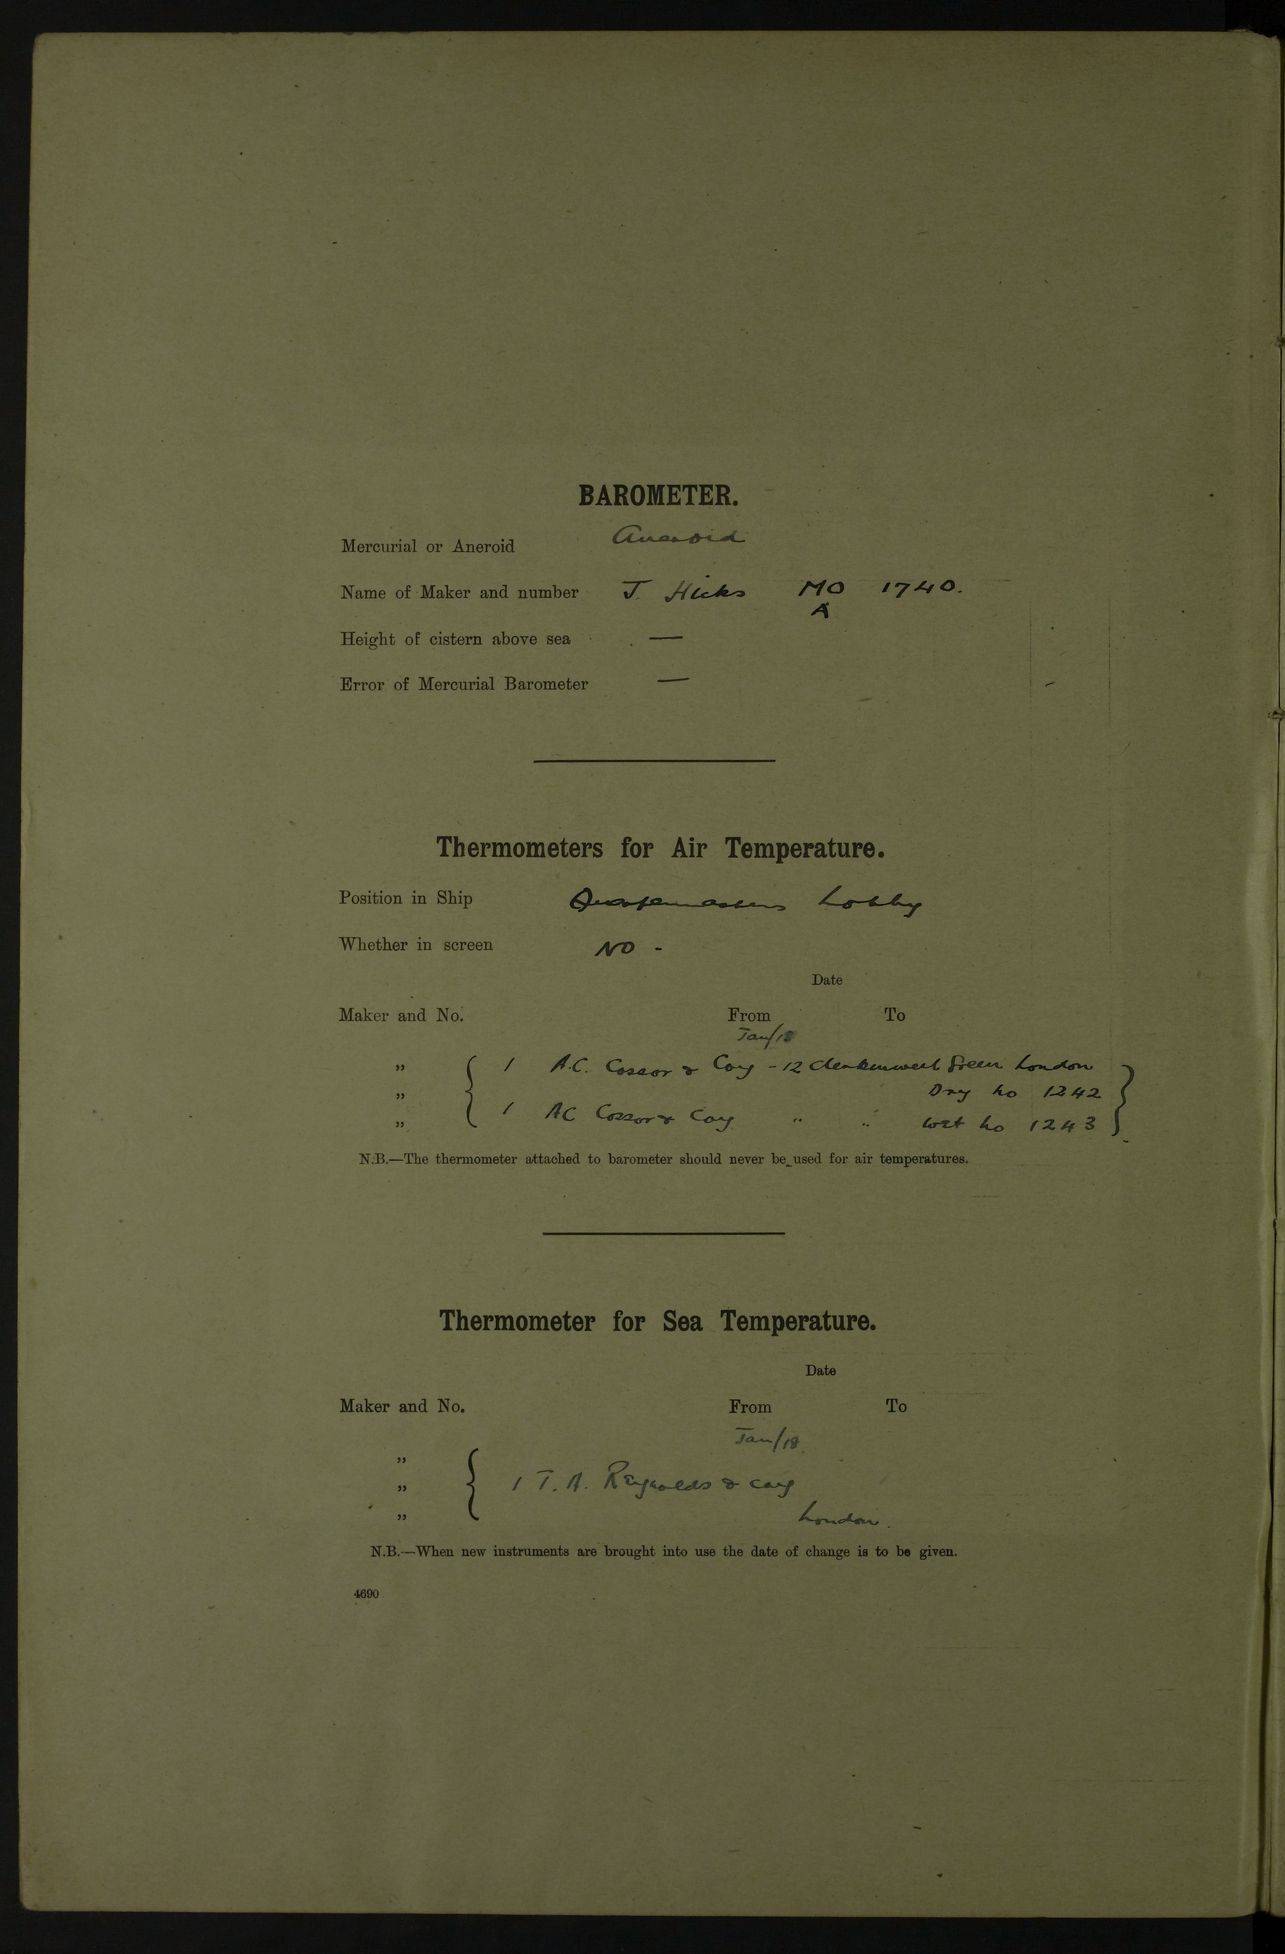 BAROMETER.
Mercurial or Aneroid Aneroid
Name of Maker and number J. Hicks MO 1740.
A
Height of cistern above sea —
Error of Mercurial Barometer —
Thermometers for Air Temperature.
Position in Ship Quartermasters Lobby
Whether in screen NO -
Date
Maker and No. From To
Jan/18
„ { 1 A.C. Cossor & Coy - 12 Clerkenwell Green London }
„ Dry No 1242
„ 1 AC Cossor & Coy " " Wet No 1243
N.B.—The thermometer attached to barometer should never be used for air temperatures.
Thermometer for Sea Temperature.
Date
Maker and No. From To
Jan/18.
„
„ { 1 T. A. Reynolds & Coy
„ London.
N.B.—When new instruments are brought into use the date of change is to be given.
4690